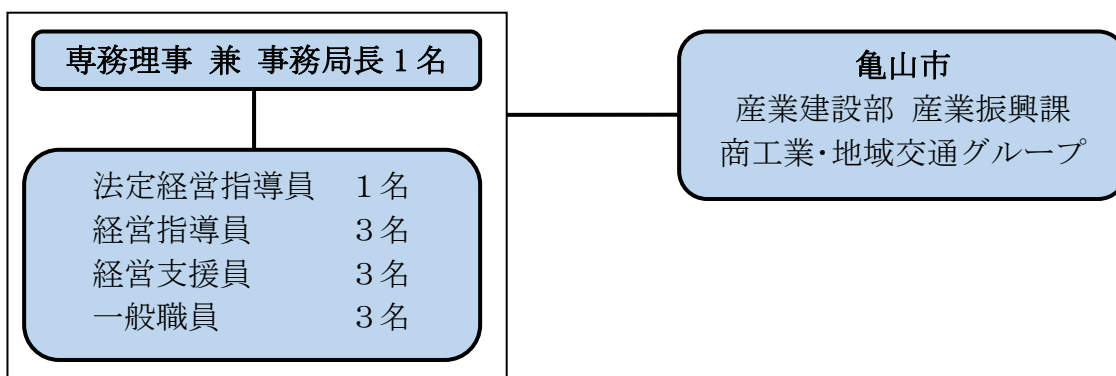 専務理事 兼 事務局長1名
法定経営指導員 1名
経営指導員 3名
経営支援員 3名
一般職員 3名
亀山市
産業建設部 産業振興課
商工業・地域交通グループ